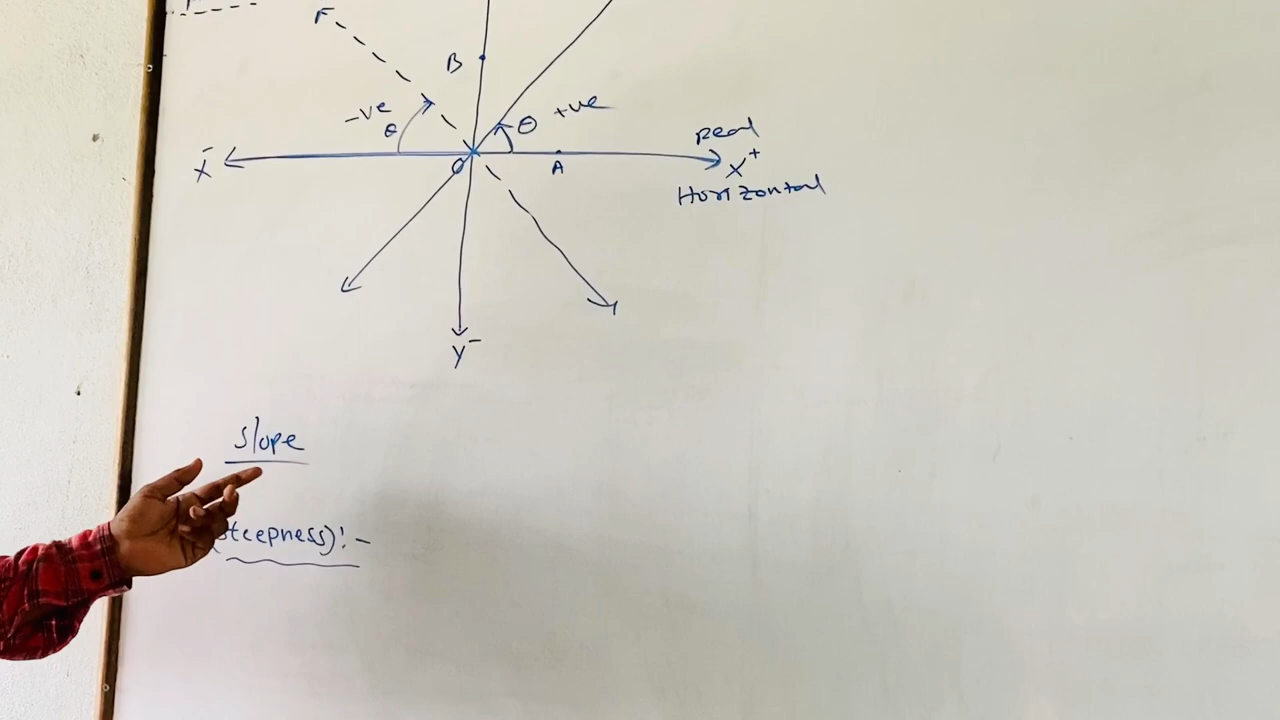 F
B
-ve
θ
θ
+ve
Real
X-
O
A
X+
Horizontal
Y-
Slope
(Steepness):-